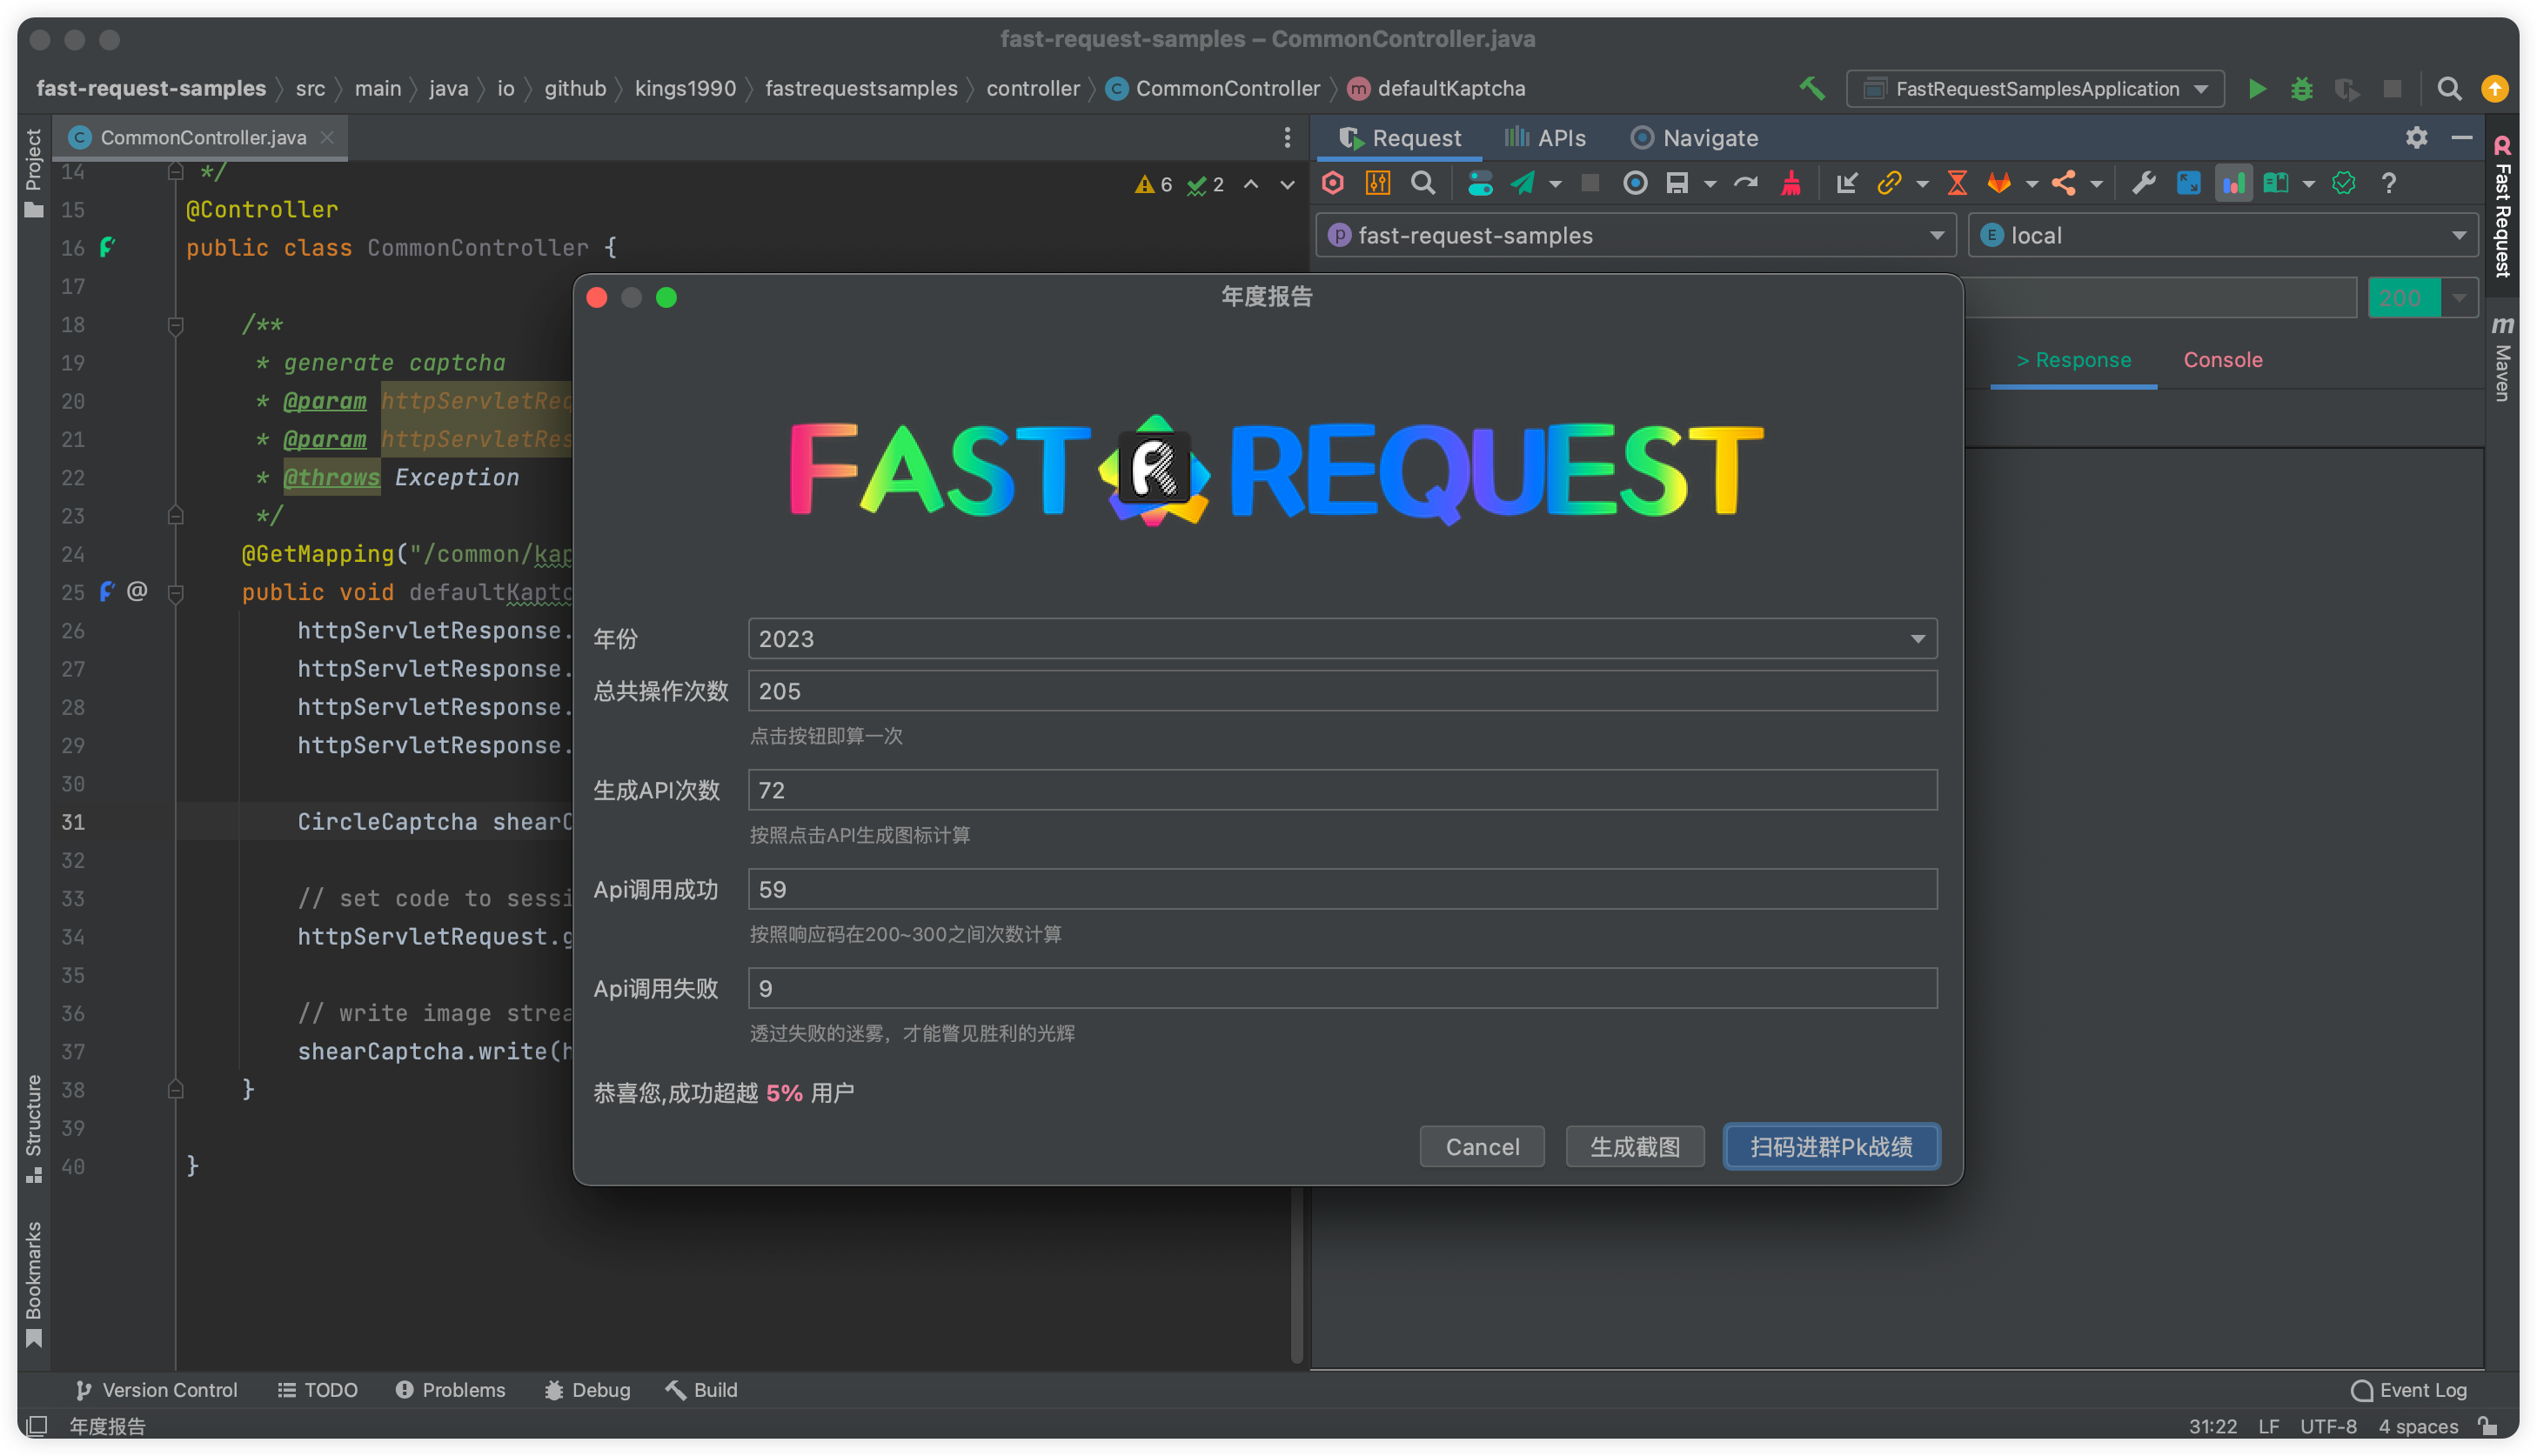 fast-request-samples – CommonController.java
fast-request-samples 〉 src 〉 main 〉 java 〉 io 〉 github 〉 kings1990 〉 fastrequestsamples 〉 controller 〉 CommonController 〉 defaultKaptcha
FastRequestSamplesApplication
Project
CommonController.java
Request APIs Navigate
6 2
fast-request-samples local
14 */
15 @Controller
16 public class CommonController {
17
18 /**
19 * generate captcha
20 * @param httpServletReq
21 * @param httpServletRes
22 * @throws Exception
23 */
24 @GetMapping("/common/kap
25 @ public void defaultKaptc
26 httpServletResponse.
27 httpServletResponse.
28 httpServletResponse.
29 httpServletResponse.
30
31 CircleCaptcha shearC
32
33 // set code to sessi
34 httpServletRequest.g
35
36 // write image strea
37 shearCaptcha.write(h
38 }
39
40 }
200
> Response Console
Fast Request
Maven
年度报告
FAST REQUEST
年份 2023
总共操作次数 205
点击按钮即算一次
生成API次数 72
按照点击API生成图标计算
Api调用成功 59
按照响应码在200~300之间次数计算
Api调用失败 9
透过失败的迷雾，才能瞥见胜利的光辉
恭喜您,成功超越 5% 用户
Cancel 生成截图 扫码进群Pk战绩
Structure
Bookmarks
Version Control TODO Problems Debug Build Event Log
年度报告 31:22 LF UTF-8 4 spaces